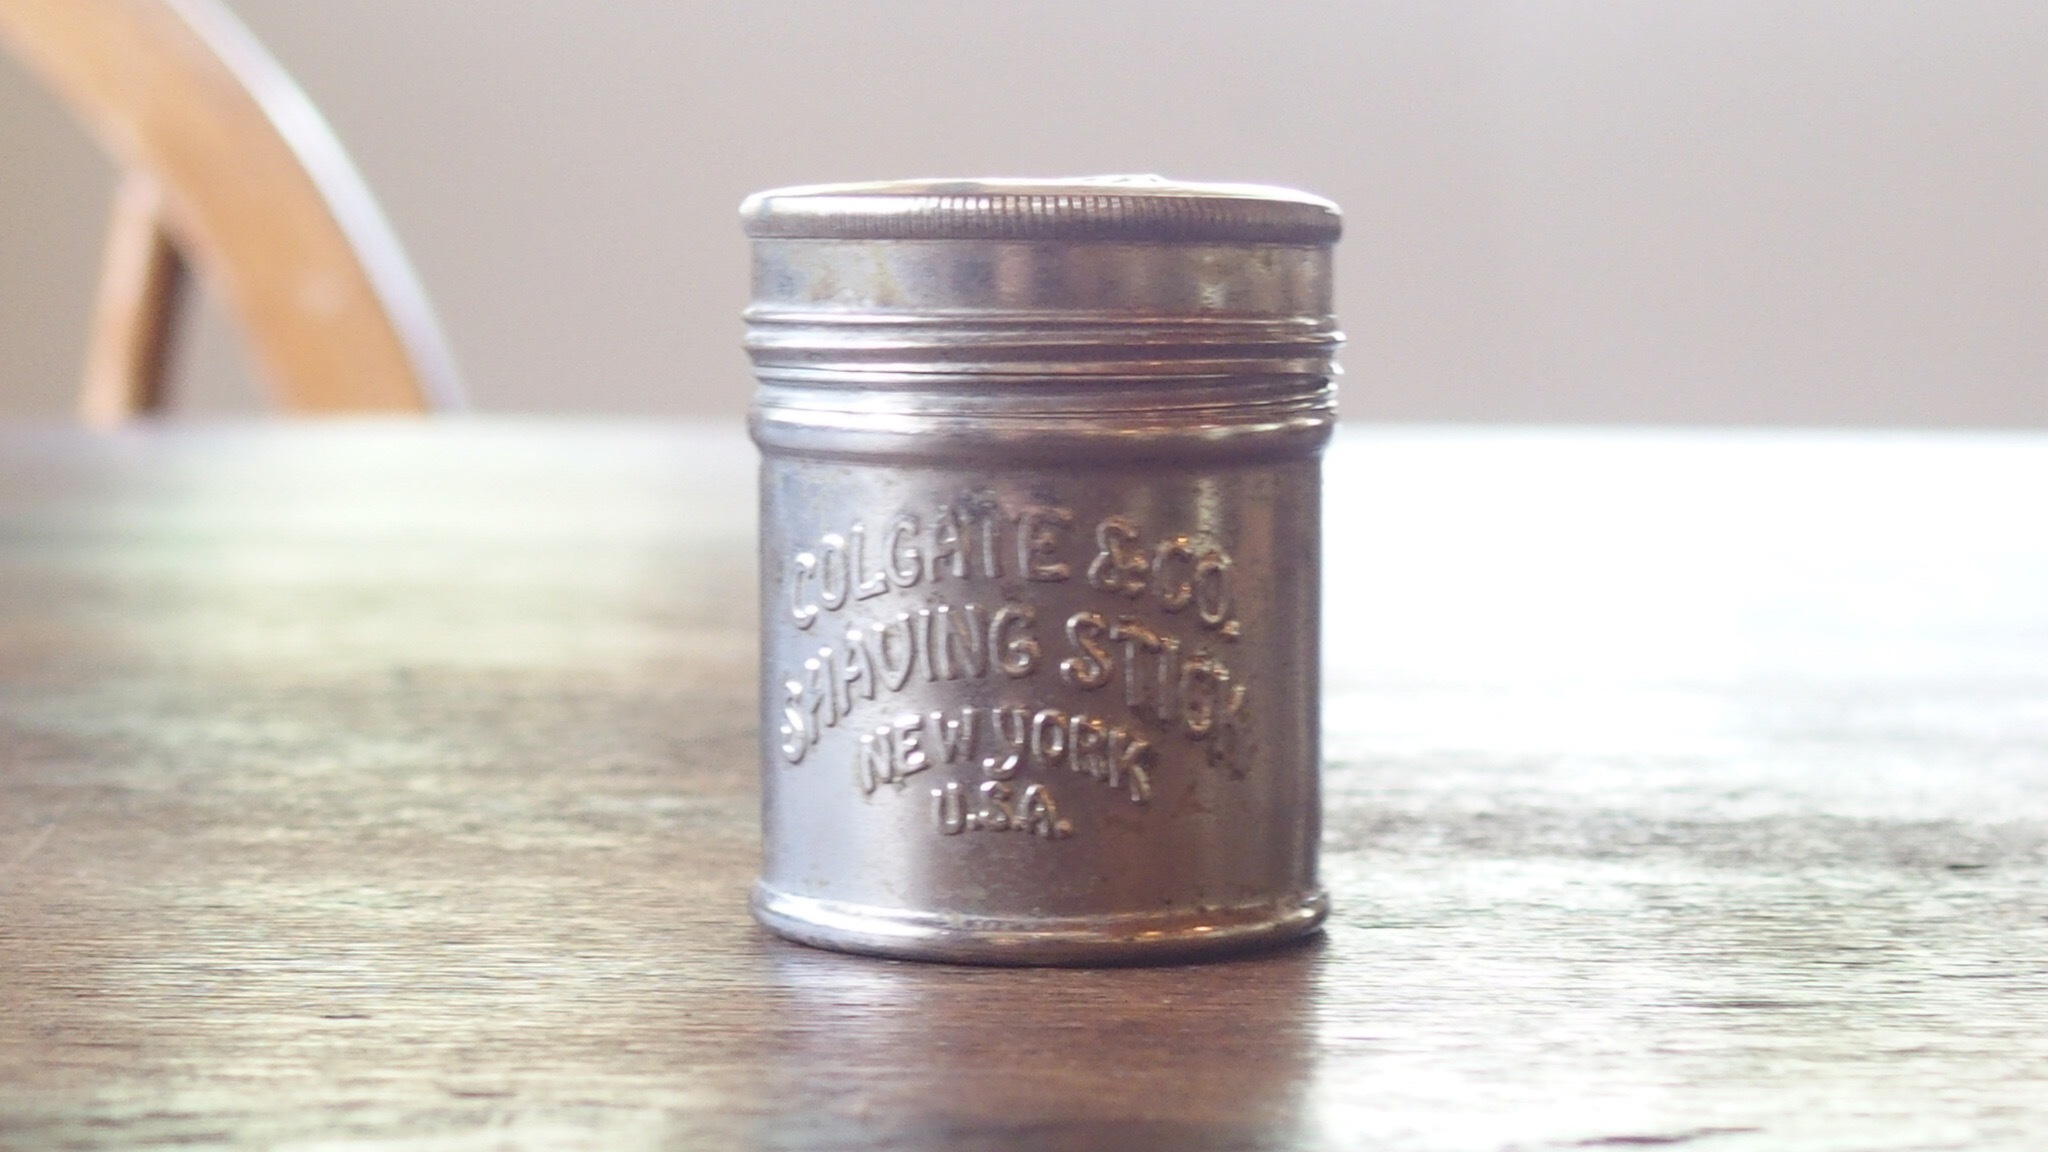 COLGATE & CO.
SHAVING STICK
NEW YORK
U.S.A.